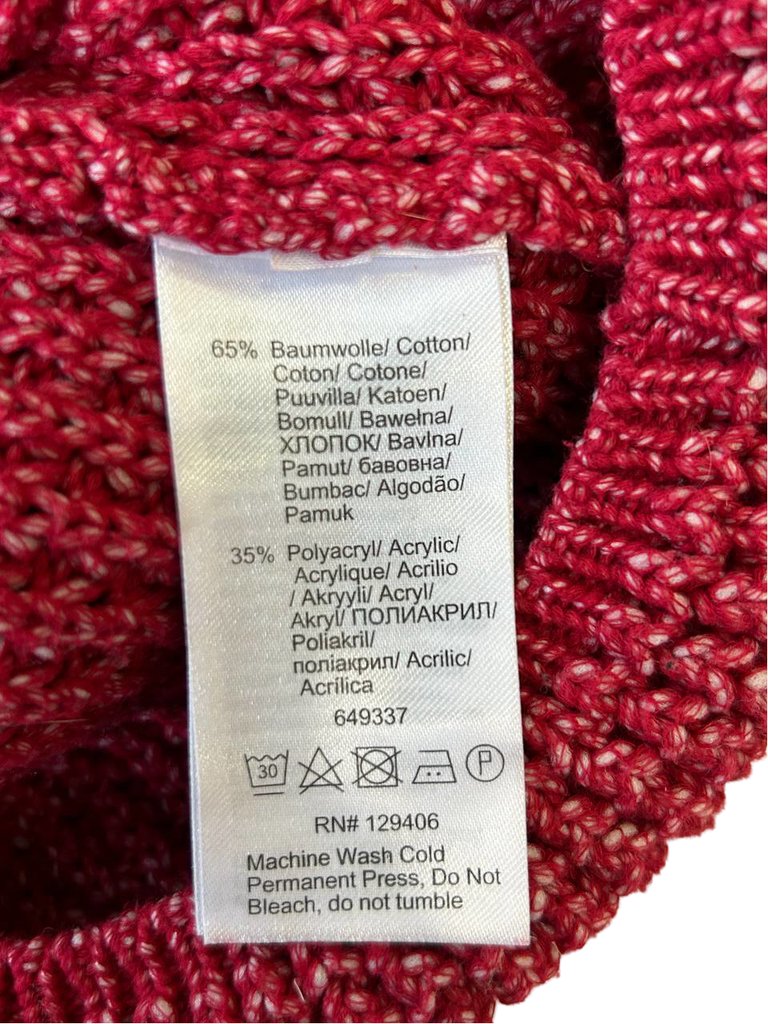 65% Baumwolle/ Cotton/
Coton/ Cotone/
Puuvilla/ Katoen/
Bomull/ Bawełna/
ХЛОПОК/ Bavlna/
Pamut/ бавовна/
Bumbac/ Algodão/
Pamuk
35% Polyacryl/ Acrylic/
Acrylique/ Acrilio
/ Akryyli/ Acryl/
Akryl/ ПОЛИАКРИЛ/
Poliakril/
поліакрил/ Acrilic/
Acrílica
649337
30 P
RN# 129406
Machine Wash Cold
Permanent Press, Do Not
Bleach, do not tumble